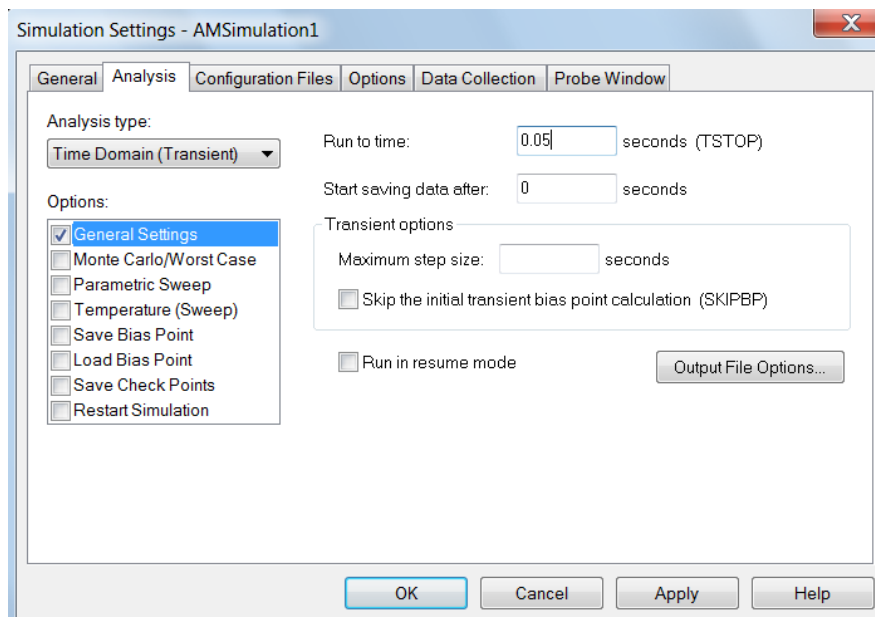 Simulation Settings - AMSimulation1
General Analysis Configuration Files Options Data Collection Probe Window
Analysis type:
Time Domain (Transient)
Options:
General Settings
Monte Carlo/Worst Case
Parametric Sweep
Temperature (Sweep)
Save Bias Point
Load Bias Point
Save Check Points
Restart Simulation
Run to time: 0.05 seconds (TSTOP)
Start saving data after: 0 seconds
Transient options
Maximum step size: seconds
Skip the initial transient bias point calculation (SKIPBP)
Run in resume mode
Output File Options...
OK Cancel Apply Help